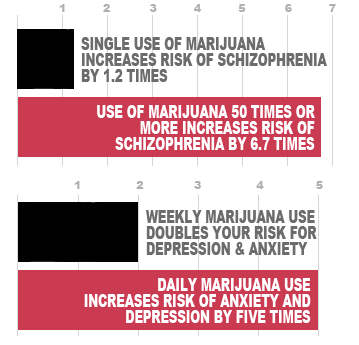 1 2 3 4 5 6 7
SINGLE USE OF MARIJUANA
INCREASES RISK OF SCHIZOPHRENIA
BY 1.2 TIMES
USE OF MARIJUANA 50 TIMES OR
MORE INCREASES RISK OF
SCHIZOPHRENIA BY 6.7 TIMES
1 2 3 4 5
WEEKLY MARIJUANA USE
DOUBLES YOUR RISK FOR
DEPRESSION & ANXIETY
DAILY MARIJUANA USE
INCREASES RISK OF ANXIETY AND
DEPRESSION BY FIVE TIMES